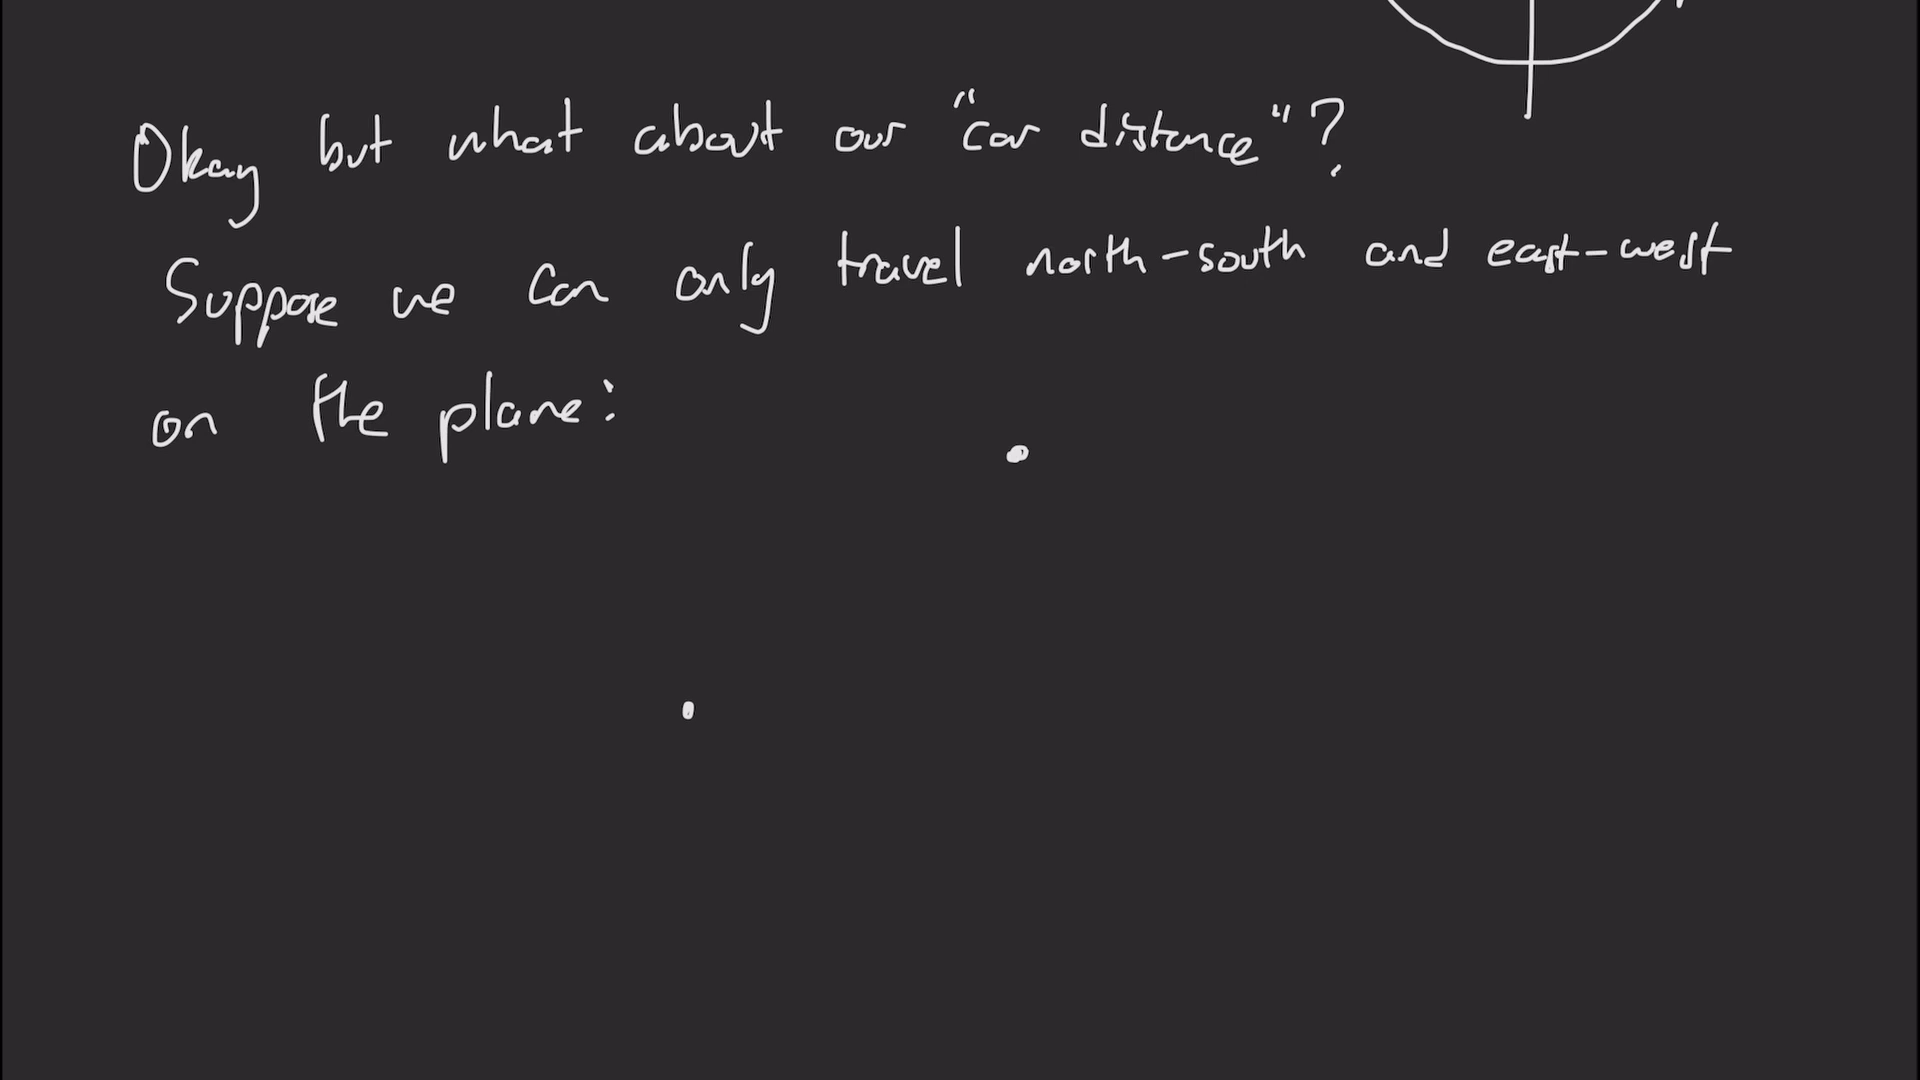 Okay but what about our "car distance"?
Suppose we can only travel north-south and east-west
on the plane: